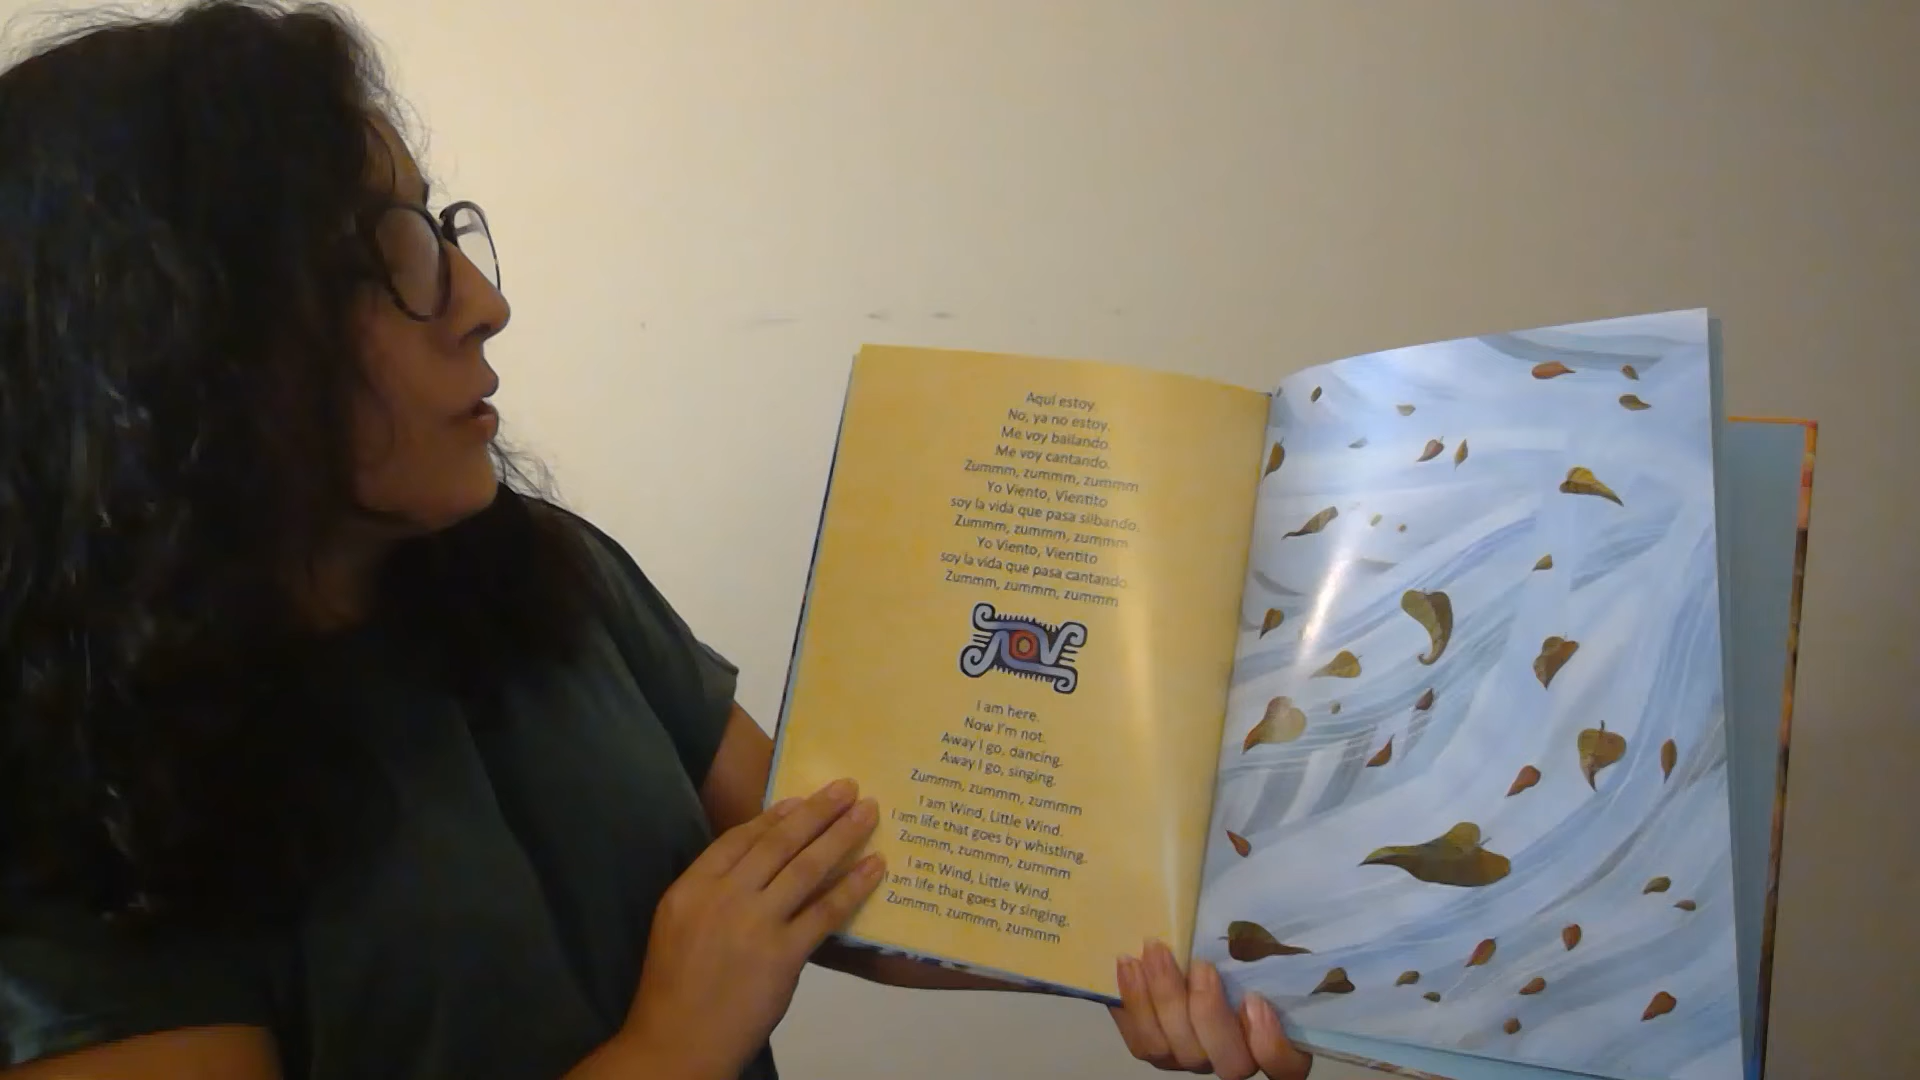 Aquí estoy.
No, ya no estoy.
Me voy bailando.
Me voy cantando.
Zummm, zummm, zummm
Yo Viento, Vientito
soy la vida que pasa silbando.
Zummm, zummm, zummm
Yo Viento, Vientito
soy la vida que pasa cantando.
Zummm, zummm, zummm
I am here.
Now I'm not.
Away I go, dancing.
Away I go, singing.
Zummm, zummm, zummm
I am Wind, Little Wind.
I am life that goes by whistling.
Zummm, zummm, zummm
I am Wind, Little Wind.
I am life that goes by singing.
Zummm, zummm, zummm